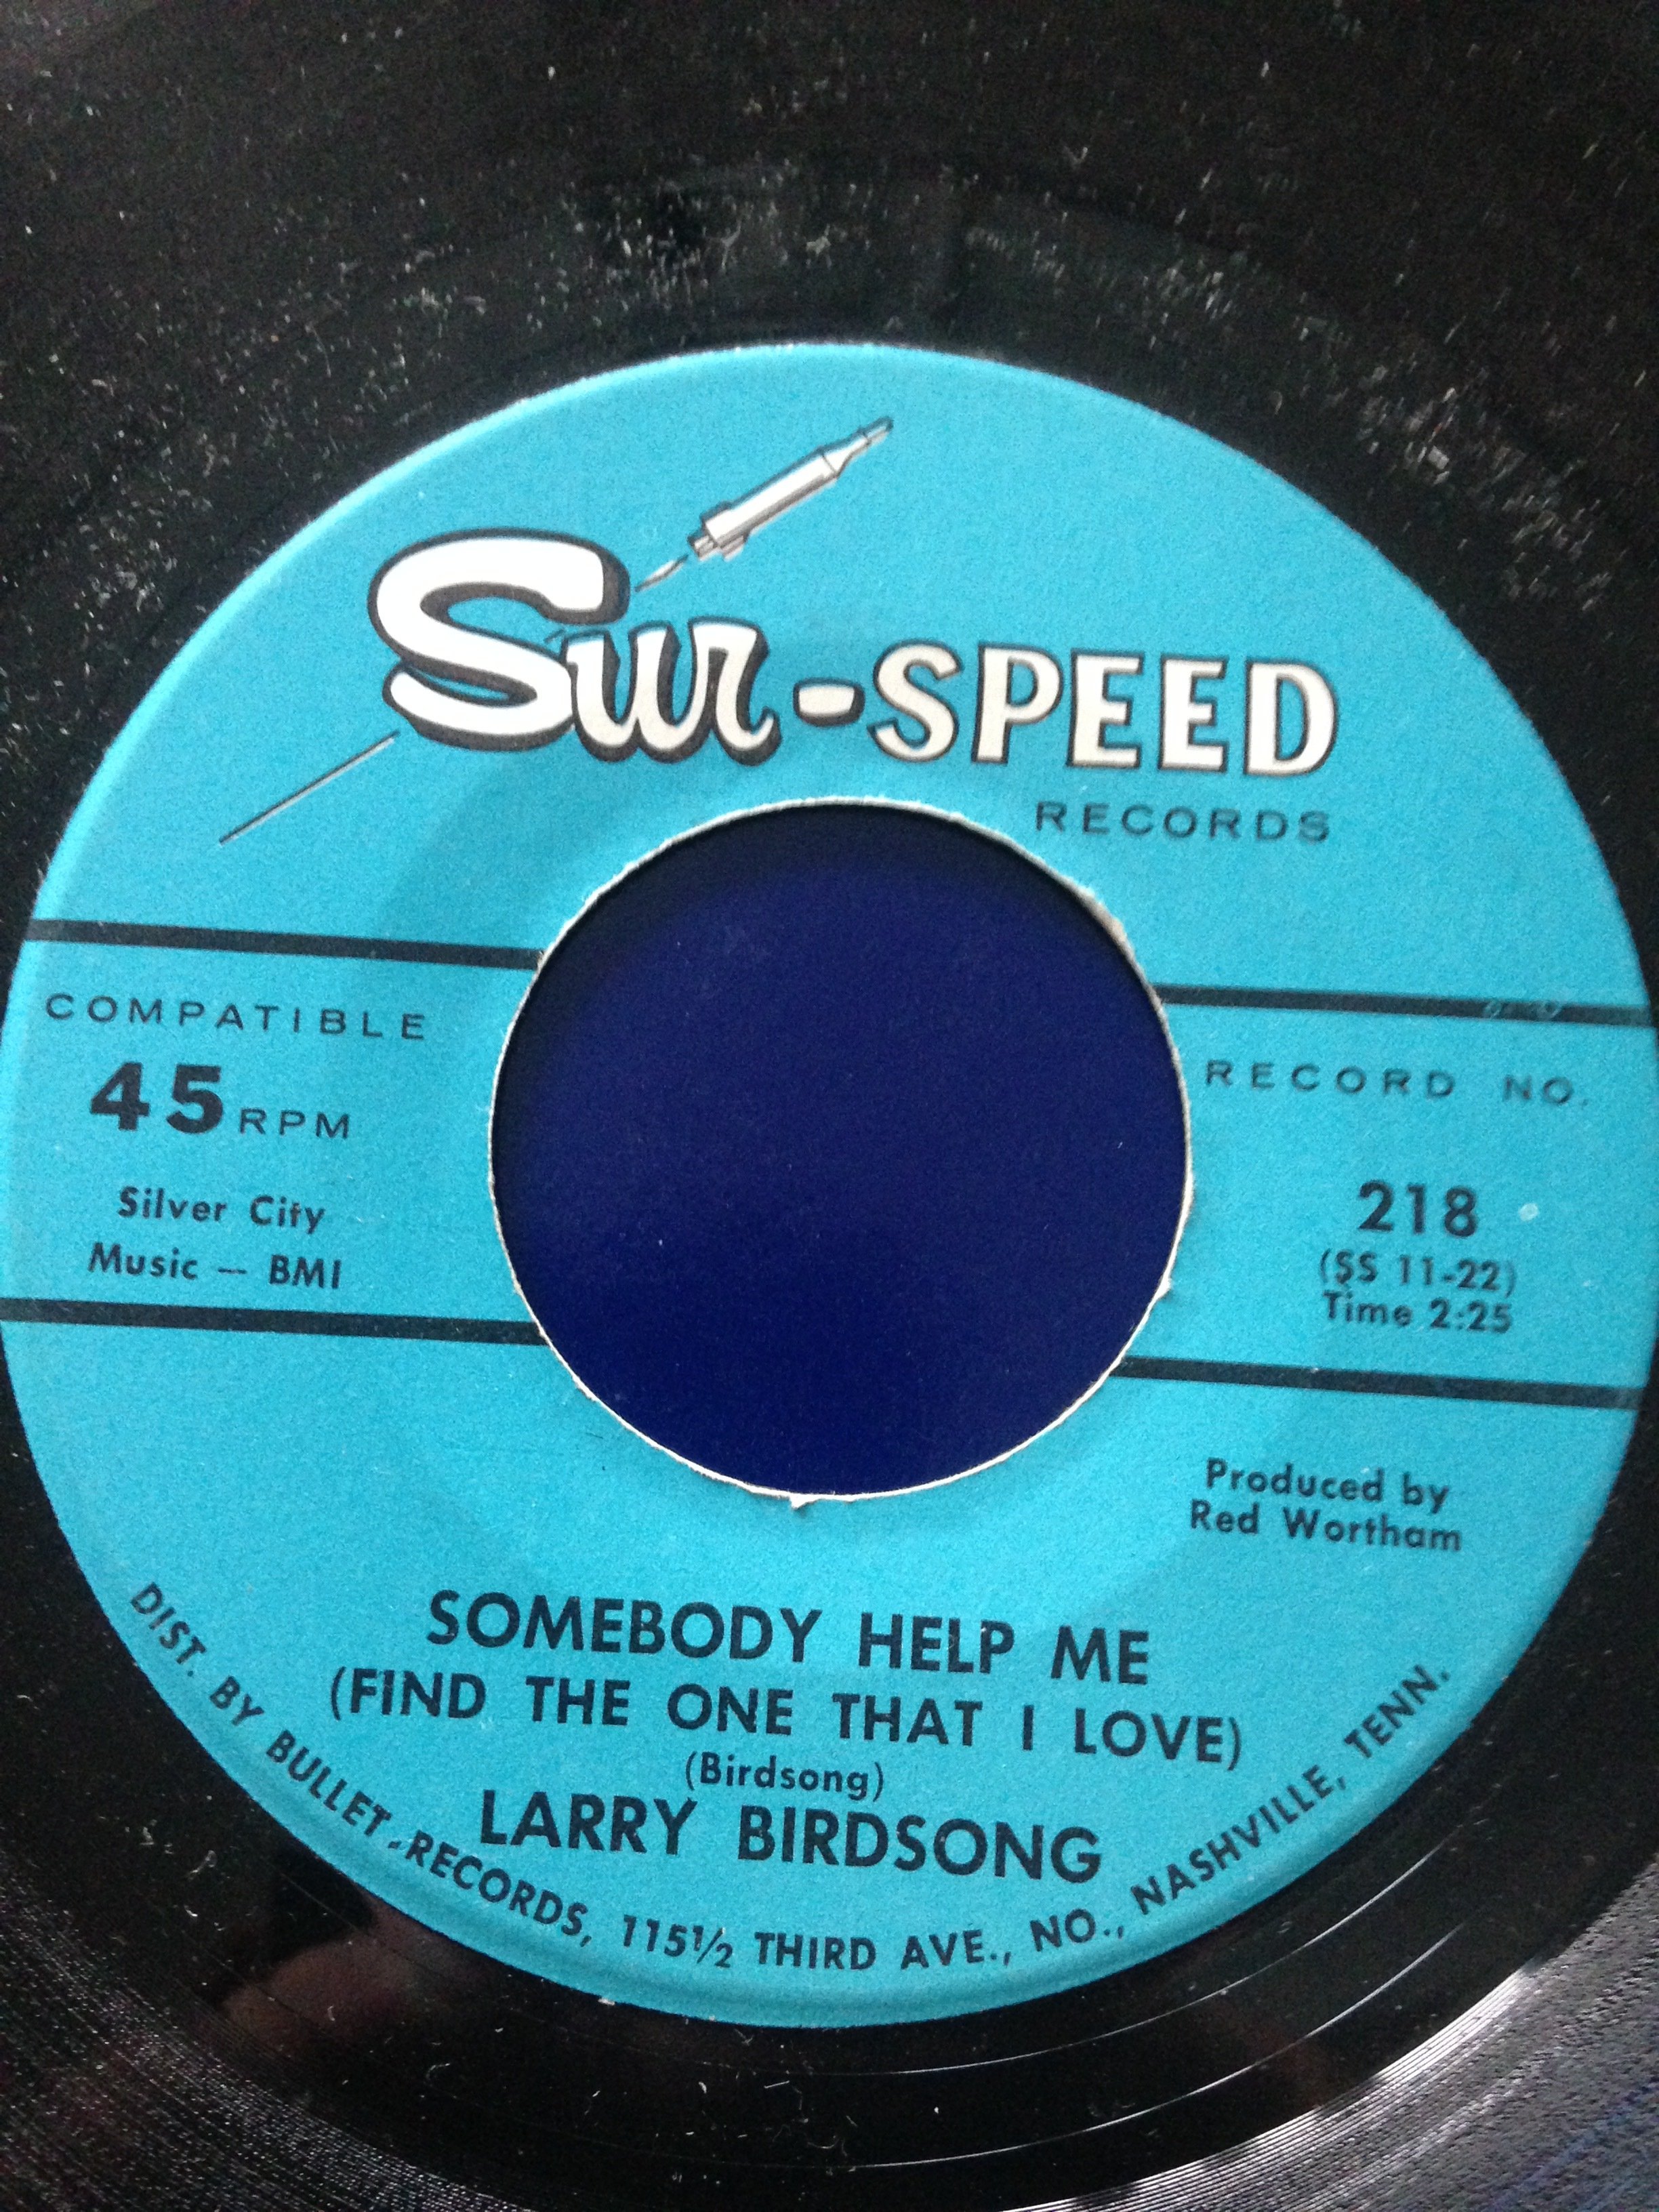 Sur-SPEED
RECORDS
COMPATIBLE
45 RPM
Silver City
Music — BMI
RECORD NO.
218
(SS 11-22)
Time 2:25
Produced by
Red Wortham
SOMEBODY HELP ME
(FIND THE ONE THAT I LOVE)
(Birdsong)
LARRY BIRDSONG
DIST. BY BULLET RECORDS, 115½ THIRD AVE., NO., NASHVILLE, TENN.